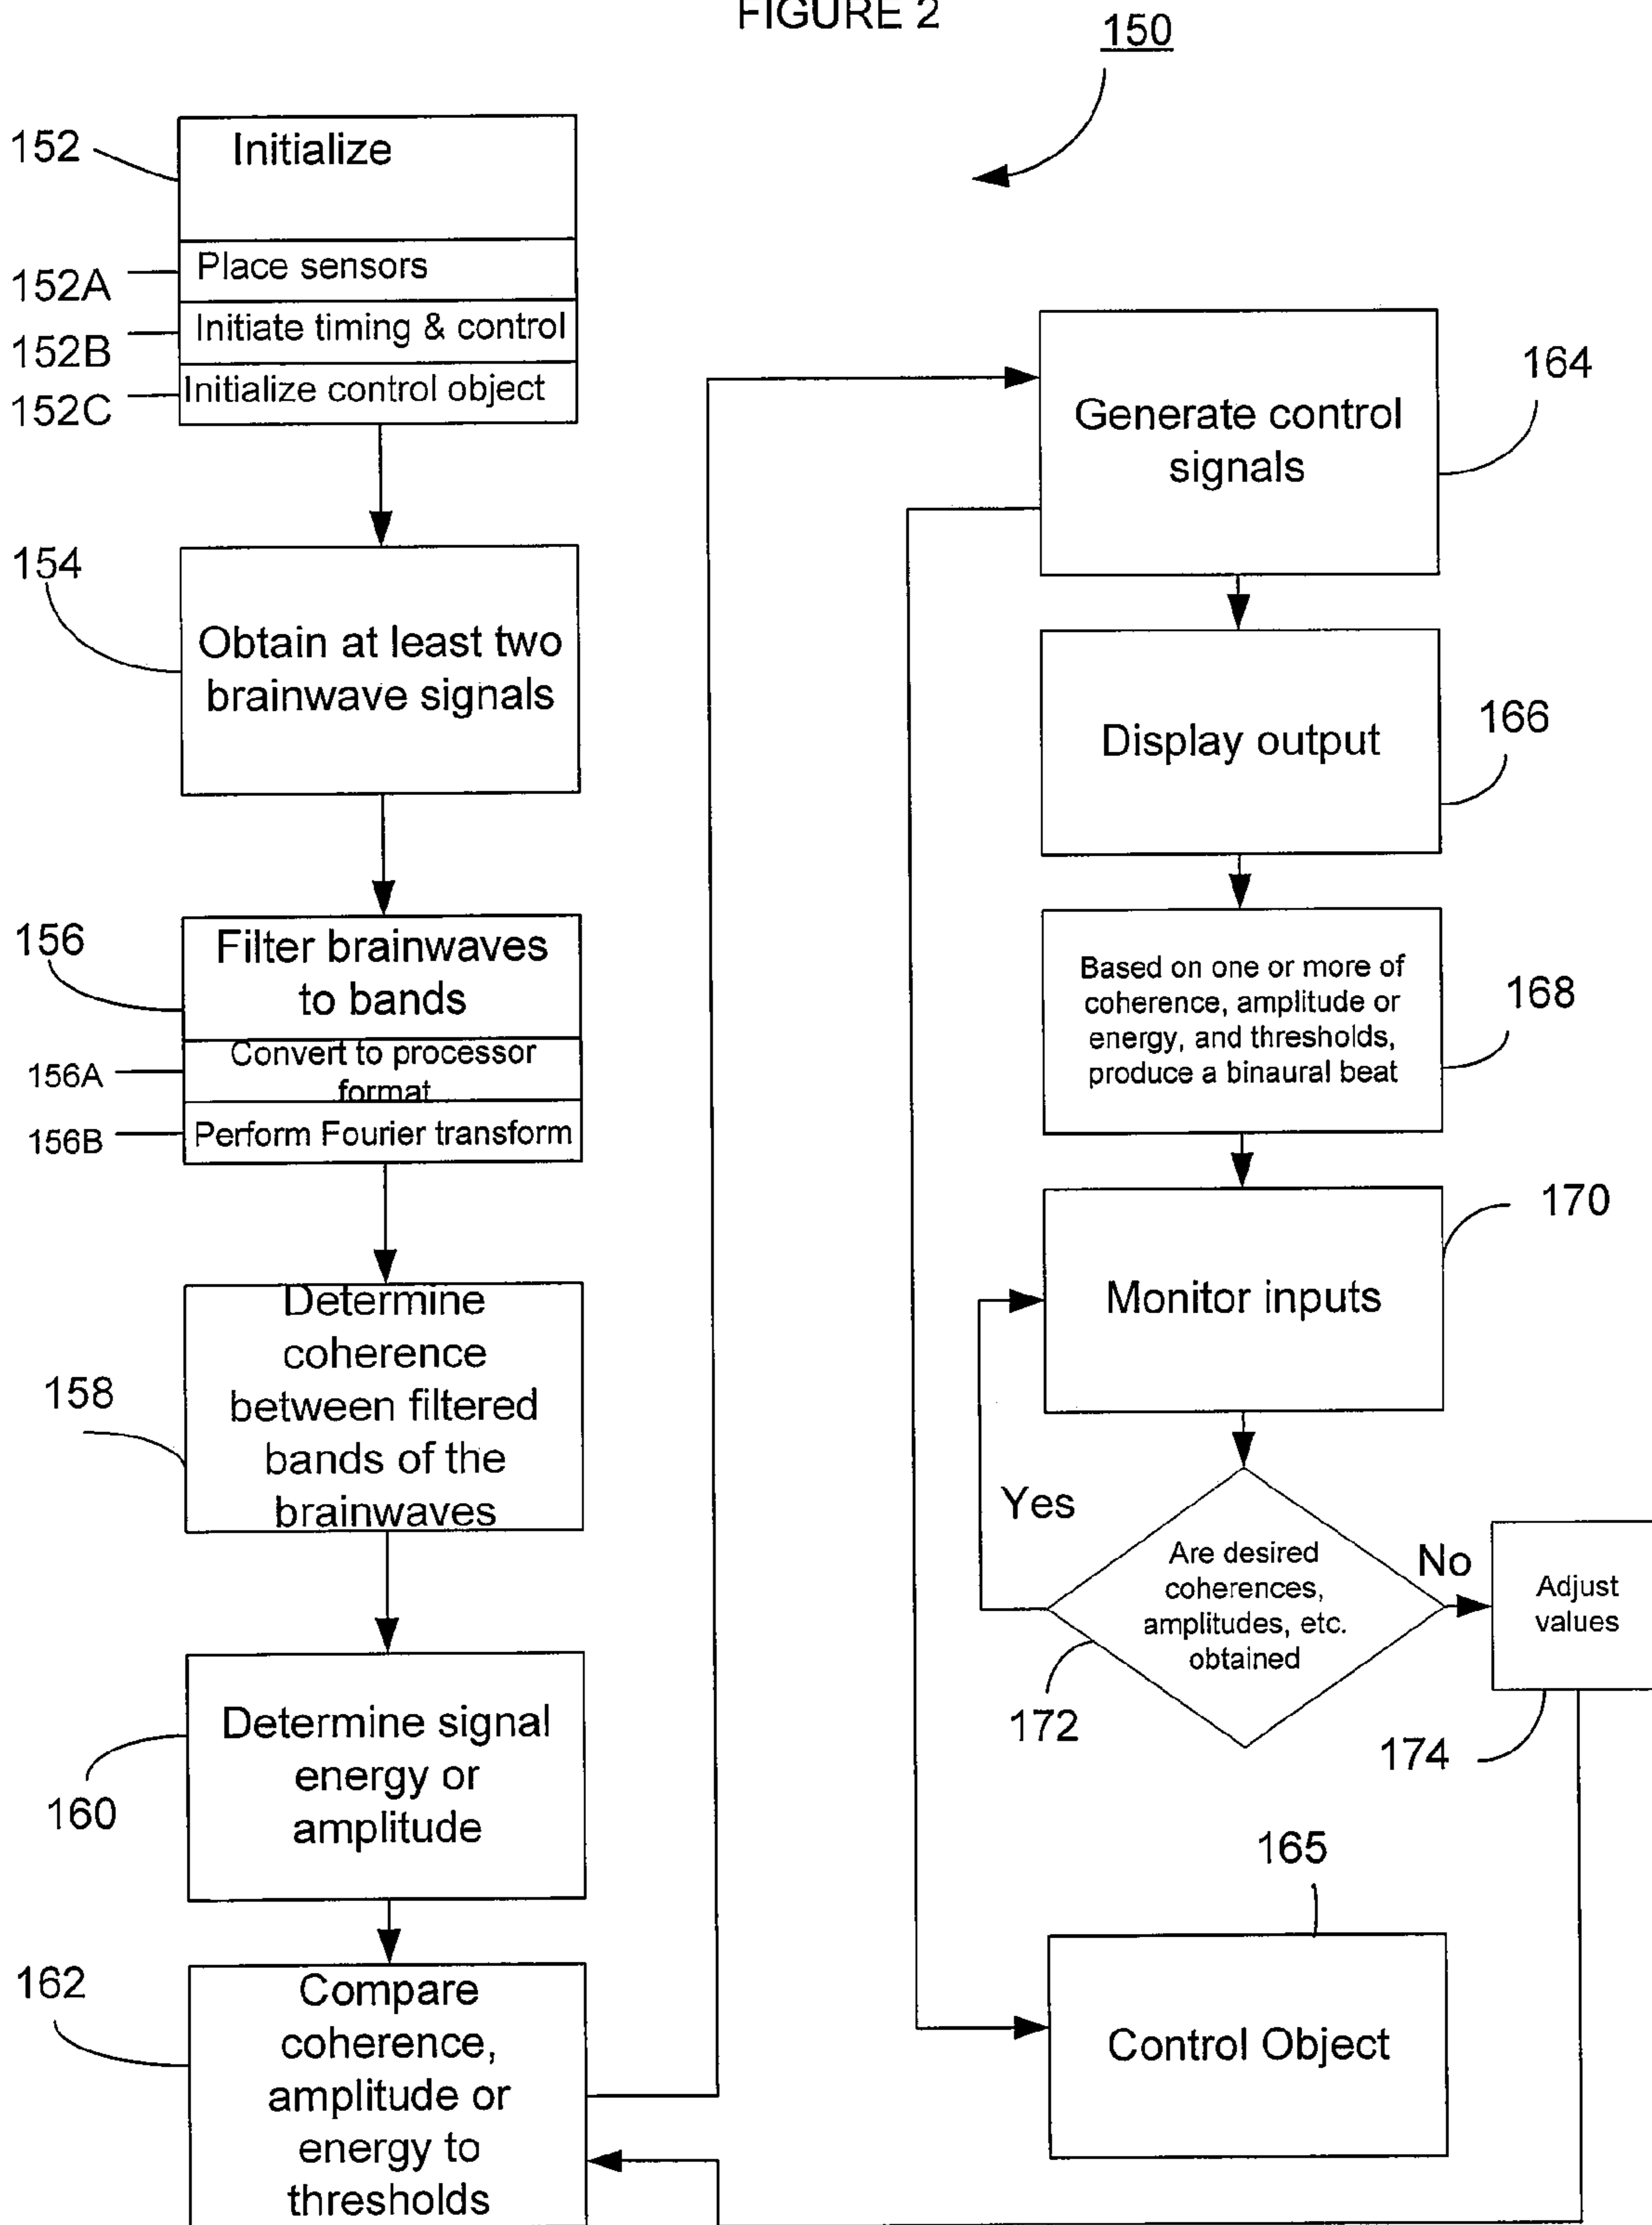 FIGURE 2
150
152
Initialize
152A
Place sensors
152B
Initiate timing & control
152C
Initialize control object
154
Obtain at least two
brainwave signals
156
Filter brainwaves
to bands
156A
Convert to processor
format
156B
Perform Fourier transform
158
Determine
coherence
between filtered
bands of the
brainwaves
160
Determine signal
energy or
amplitude
162
Compare
coherence,
amplitude or
energy to
thresholds
164
Generate control
signals
166
Display output
168
Based on one or more of
coherence, amplitude or
energy, and thresholds,
produce a binaural beat
170
Monitor inputs
Yes
Are desired
coherences,
amplitudes, etc.
obtained
172
No
Adjust
values
174
165
Control Object